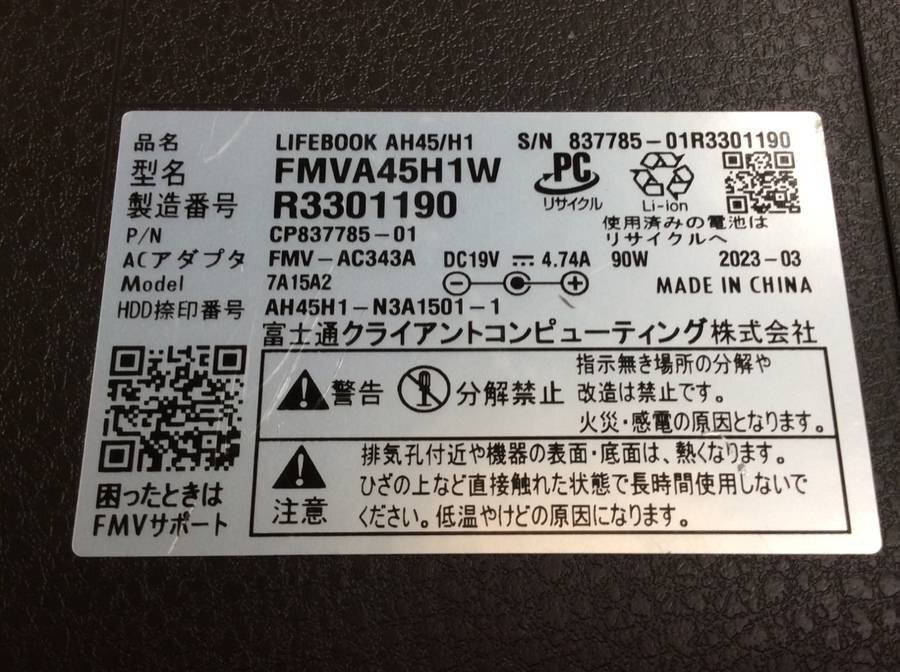 品名 LIFEBOOK AH45/H1 S/N 837785-01R3301190
型名 FMVA45H1W
製造番号 R3301190
PC
リサイクル
Li-ion
使用済みの電池は
リサイクルへ
P/N CP837785-01
ACアダプタ FMV-AC343A DC19V 4.74A 90W 2023-03
Model 7A15A2 MADE IN CHINA
HDD捺印番号 AH45H1-N3A1501-1
富士通クライアントコンピューティング株式会社
警告 分解禁止
指示無き場所の分解や
改造は禁止です。
火災・感電の原因となります。
注意
排気孔付近や機器の表面・底面は、熱くなります。
ひざの上など直接触れた状態で長時間使用しないで
ください。低温やけどの原因になります。
困ったときは
FMVサポート